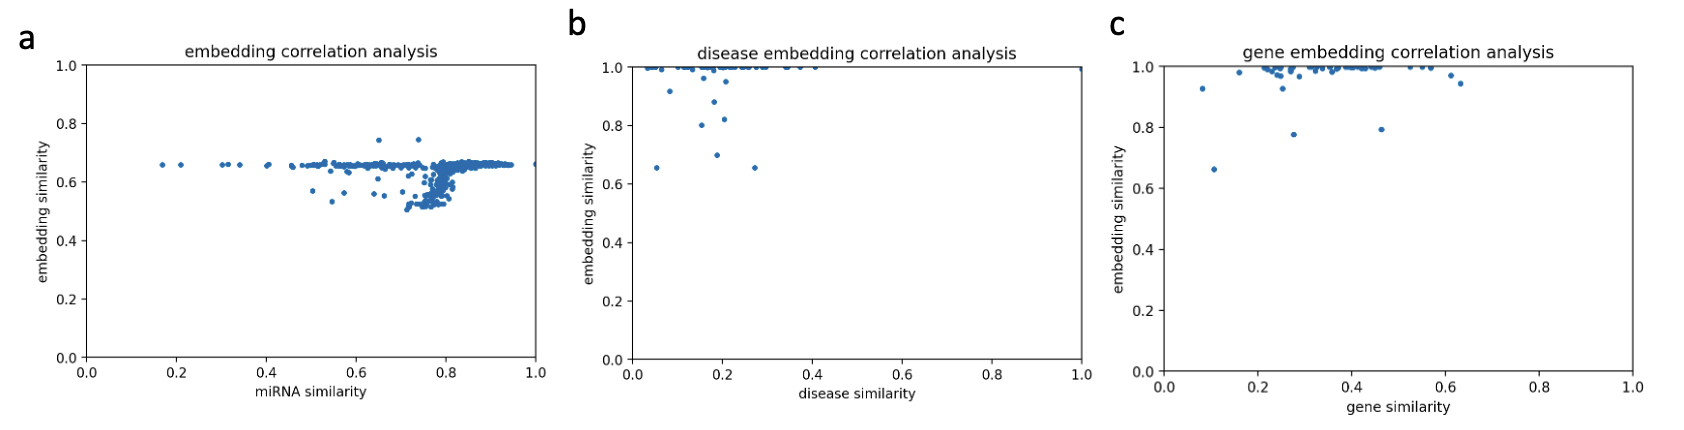 a
embedding correlation analysis
embedding similarity
1.0
0.8
0.6
0.4
0.2
0.0
0.0 0.2 0.4 0.6 0.8 1.0
miRNA similarity
b
disease embedding correlation analysis
embedding similarity
1.0
0.8
0.6
0.4
0.2
0.0
0.0 0.2 0.4 0.6 0.8 1.0
disease similarity
c
gene embedding correlation analysis
embedding similarity
1.0
0.8
0.6
0.4
0.2
0.0
0.0 0.2 0.4 0.6 0.8 1.0
gene similarity